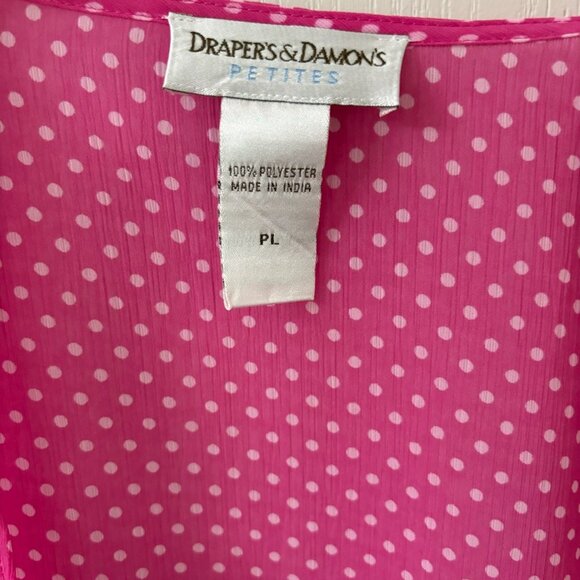 DRAPER'S & DAMON'S
PETITES
100% POLYESTER
MADE IN INDIA
PL